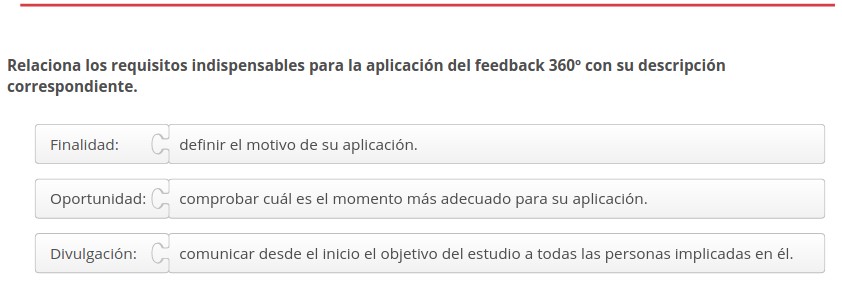 Relaciona los requisitos indispensables para la aplicación del feedback 360º con su descripción
correspondiente.
Finalidad: definir el motivo de su aplicación.
Oportunidad: comprobar cuál es el momento más adecuado para su aplicación.
Divulgación: comunicar desde el inicio el objetivo del estudio a todas las personas implicadas en él.